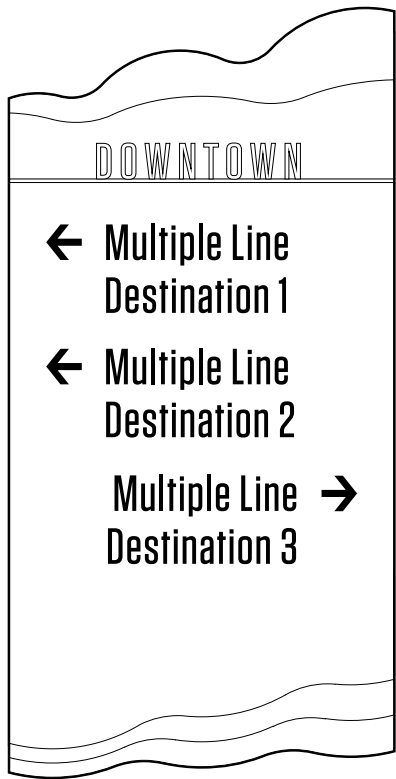 DOWNTOWN
← Multiple Line
Destination 1
← Multiple Line
Destination 2
Multiple Line →
Destination 3